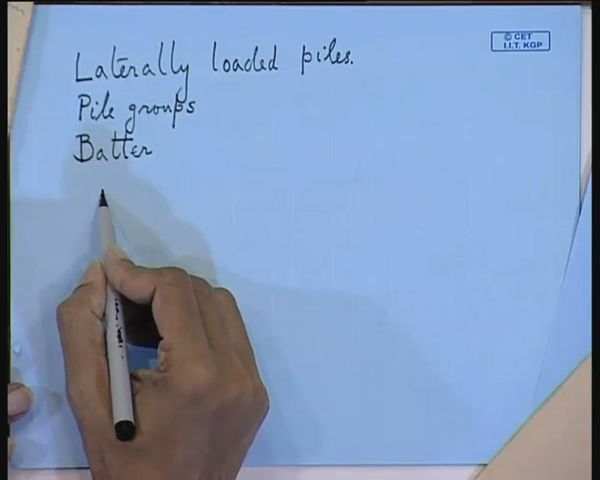 Laterally loaded piles.
© CET
I.I.T. KGP
Pile groups
Batter